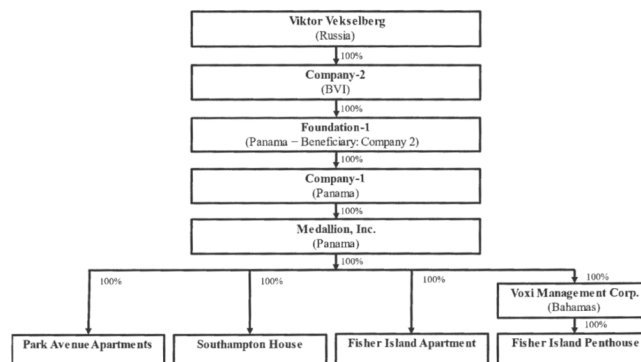 Viktor Vekselberg
(Russia)
100%
Company-2
(BVI)
100%
Foundation-1
(Panama – Beneficiary: Company 2)
100%
Company-1
(Panama)
100%
Medallion, Inc.
(Panama)
100%
100%
100%
100%
100%
Voxi Management Corp.
(Bahamas)
100%
Park Avenue Apartments
Southampton House
Fisher Island Apartment
Fisher Island Penthouse